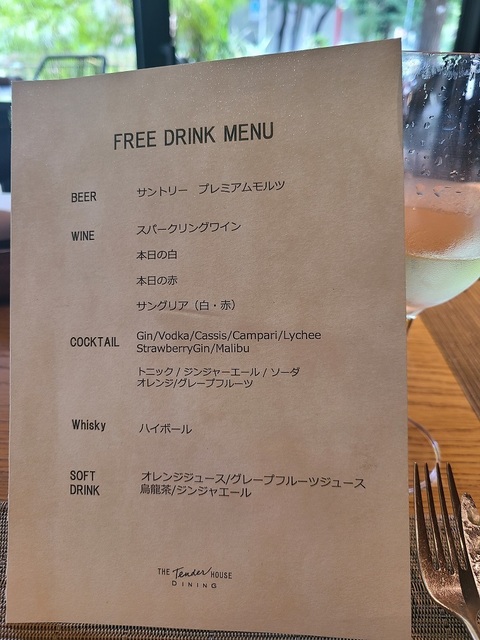 FREE DRINK MENU
BEER サントリー　プレミアムモルツ
WINE スパークリングワイン
本日の白
本日の赤
サングリア（白・赤）
COCKTAIL Gin/Vodka/Cassis/Campari/Lychee
StrawberryGin/Malibu
トニック / ジンジャーエール / ソーダ
オレンジ/グレープフルーツ
Whisky ハイボール
SOFT DRINK オレンジジュース/グレープフルーツジュース
烏龍茶/ジンジャエール
THE Tender HOUSE
DINING